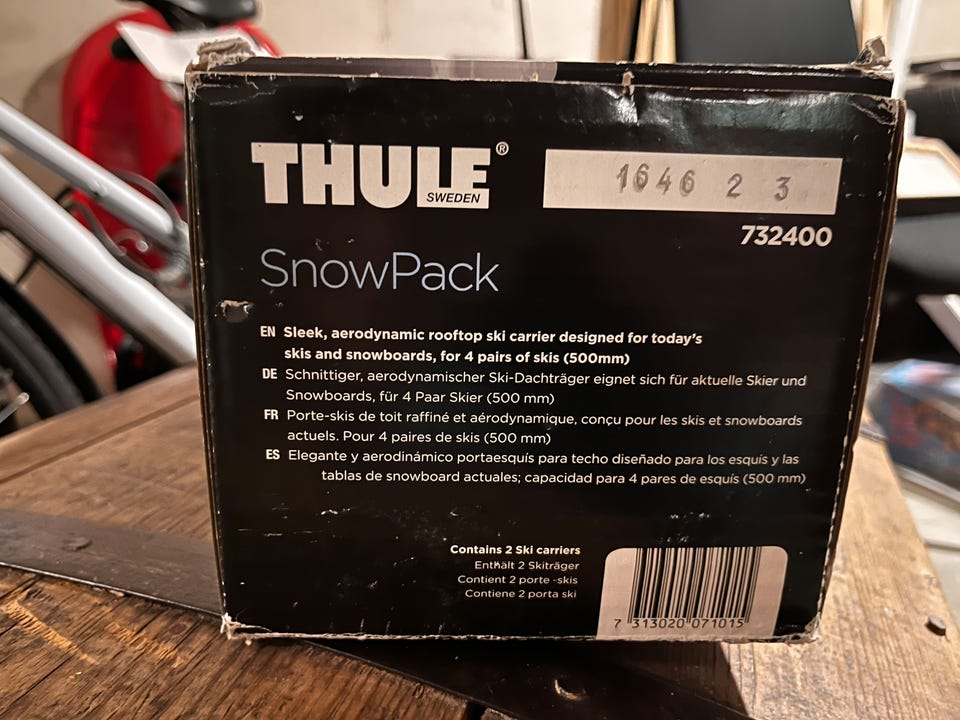 THULE®
SWEDEN
1646 2 3
732400
SnowPack
EN Sleek, aerodynamic rooftop ski carrier designed for today's
skis and snowboards, for 4 pairs of skis (500mm)
DE Schnittiger, aerodynamischer Ski-Dachträger eignet sich für aktuelle Skier und
Snowboards, für 4 Paar Skier (500 mm)
FR Porte-skis de toit raffiné et aérodynamique, conçu pour les skis et snowboards
actuels. Pour 4 paires de skis (500 mm)
ES Elegante y aerodinámico portaesquís para techo diseñado para los esquís y las
tablas de snowboard actuales; capacidad para 4 pares de esquís (500 mm)
Contains 2 Ski carriers
Enthält 2 Skiträger
Contient 2 porte -skis
Contiene 2 porta ski
7 313020 071015